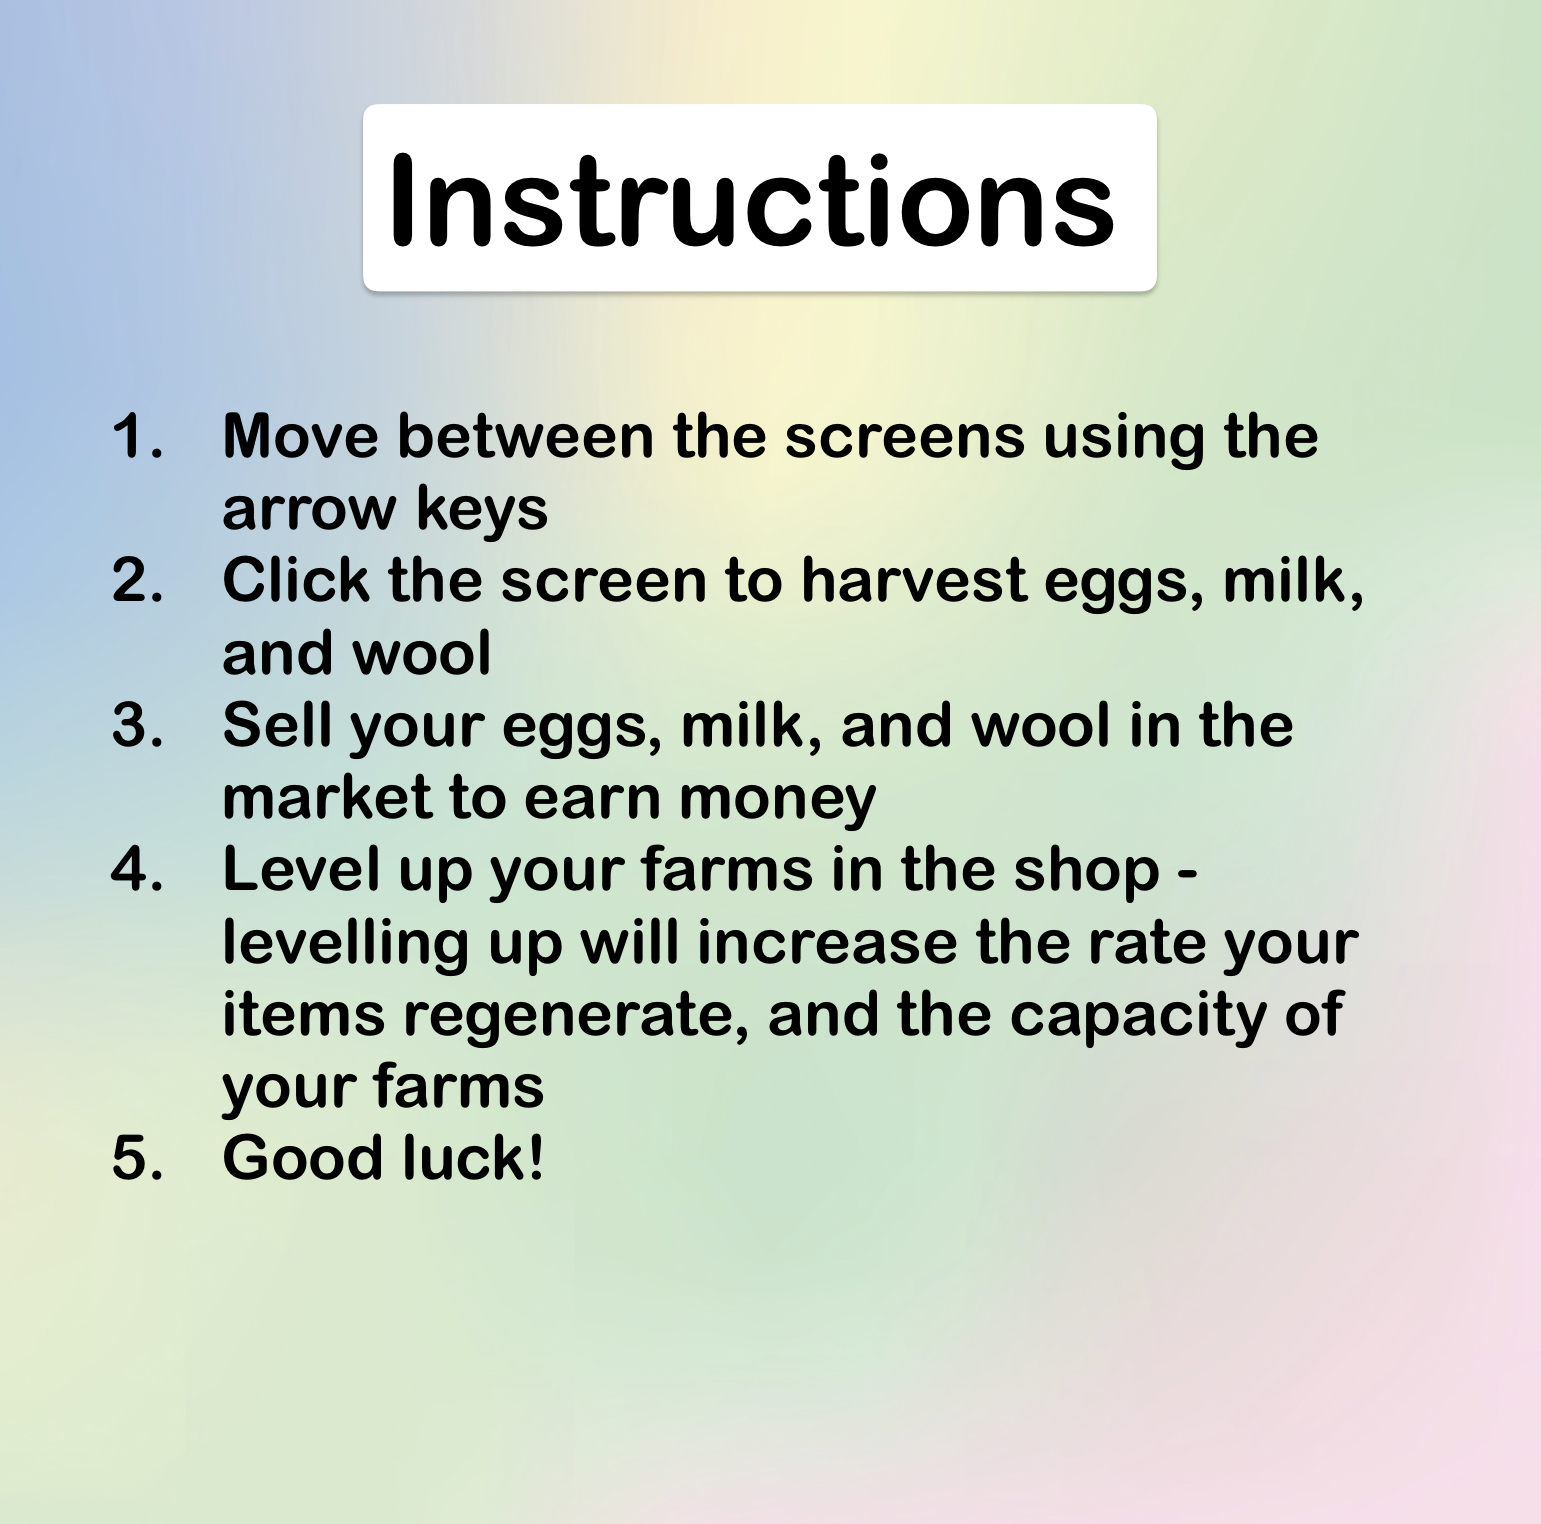 Instructions
1. Move between the screens using the
arrow keys
2. Click the screen to harvest eggs, milk,
and wool
3. Sell your eggs, milk, and wool in the
market to earn money
4. Level up your farms in the shop -
levelling up will increase the rate your
items regenerate, and the capacity of
your farms
5. Good luck!